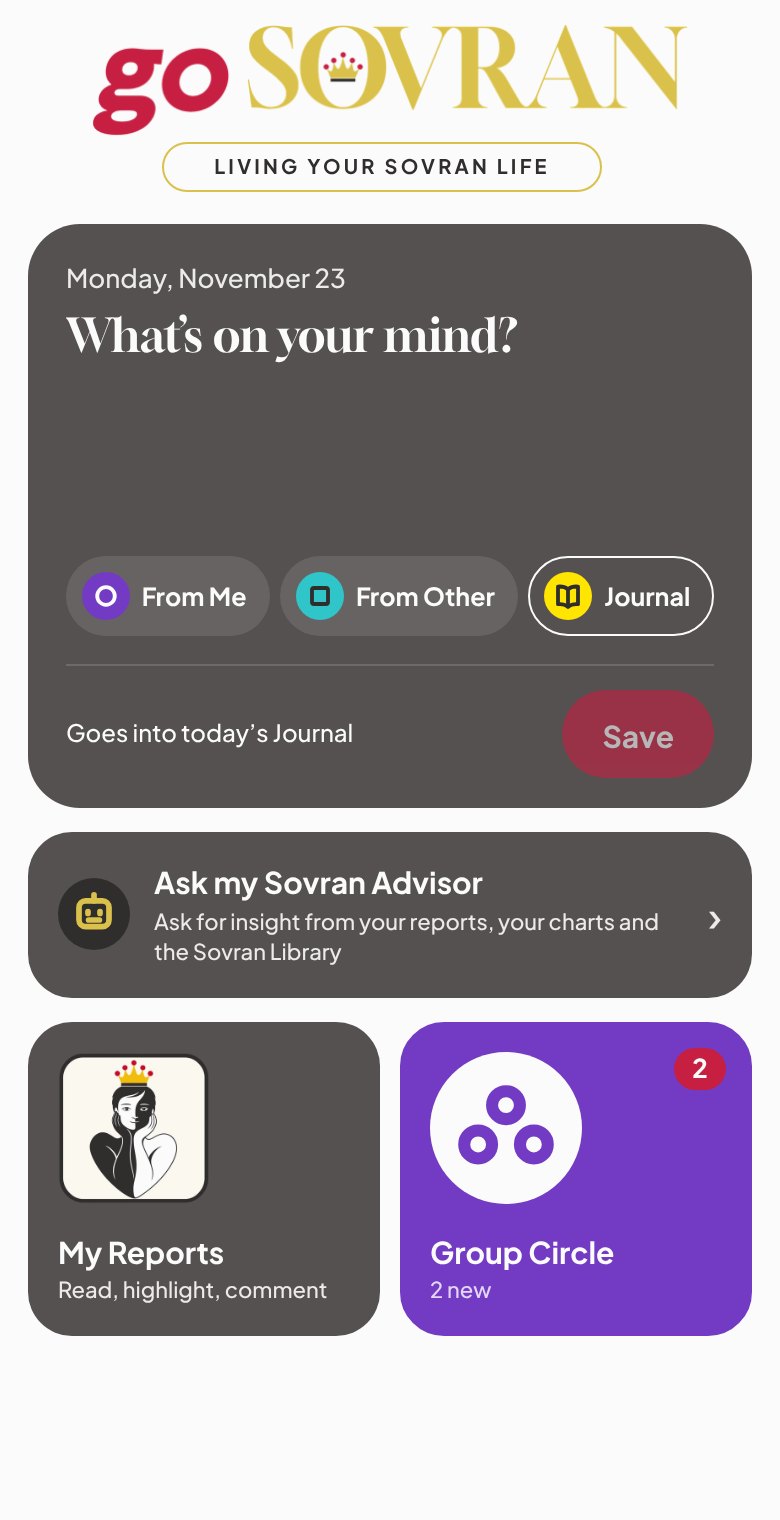 go SOVRAN
LIVING YOUR SOVRAN LIFE
Monday, November 23
What’s on your mind?
From Me
From Other
Journal
Goes into today’s Journal
Save
Ask my Sovran Advisor
Ask for insight from your reports, your charts and
the Sovran Library
❯
2
My Reports
Read, highlight, comment
Group Circle
2 new